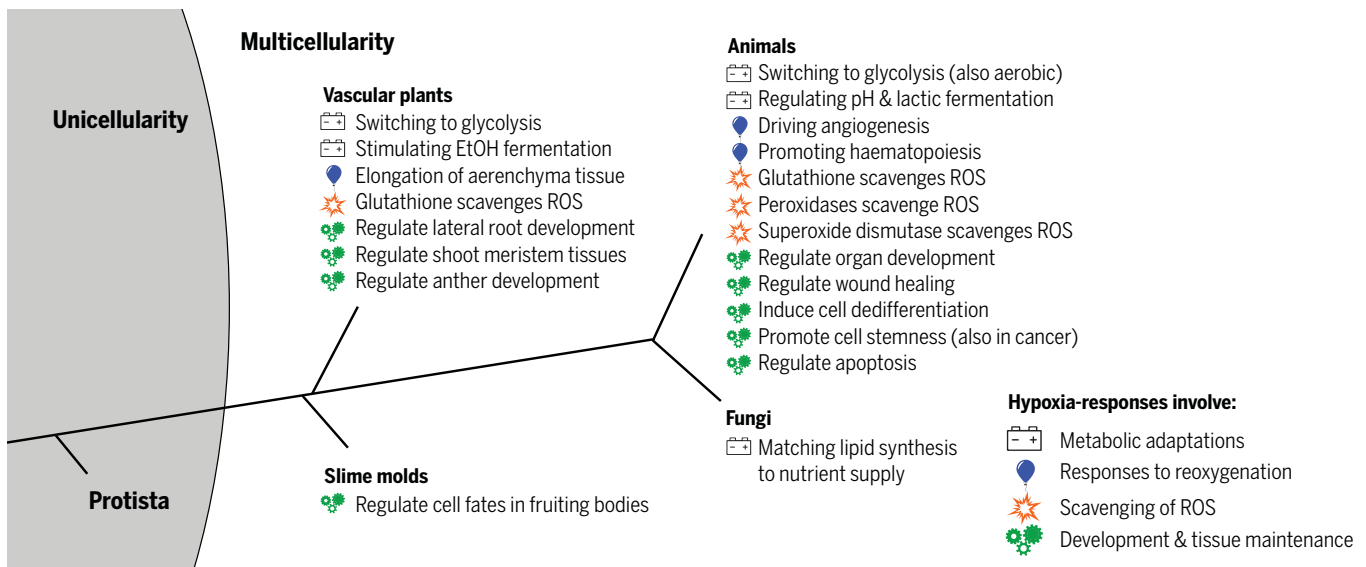 Multicellularity
Unicellularity
Protista
Vascular plants
Switching to glycolysis
Stimulating EtOH fermentation
Elongation of aerenchyma tissue
Glutathione scavenges ROS
Regulate lateral root development
Regulate shoot meristem tissues
Regulate anther development
Slime molds
Regulate cell fates in fruiting bodies
Animals
Switching to glycolysis (also aerobic)
Regulating pH & lactic fermentation
Driving angiogenesis
Promoting haematopoiesis
Glutathione scavenges ROS
Peroxidases scavenge ROS
Superoxide dismutase scavenges ROS
Regulate organ development
Regulate wound healing
Induce cell dedifferentiation
Promote cell stemness (also in cancer)
Regulate apoptosis
Fungi
Matching lipid synthesis
to nutrient supply
Hypoxia-responses involve:
Metabolic adaptations
Responses to reoxygenation
Scavenging of ROS
Development & tissue maintenance